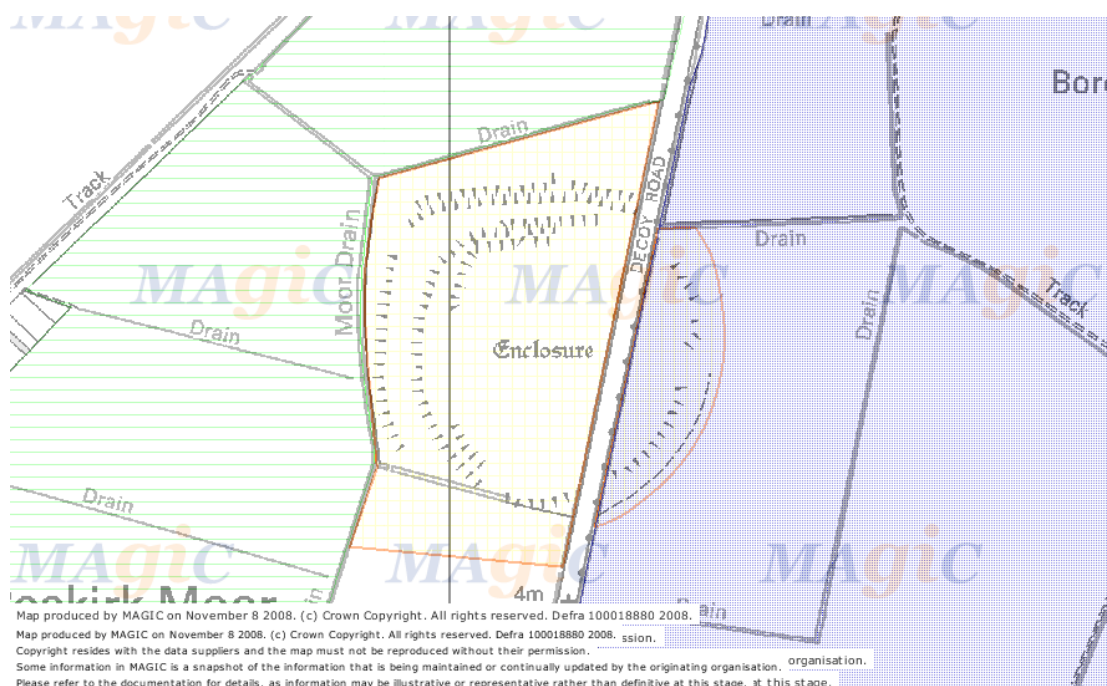 MAGiC MAGiC MAGiC
Drain
Bor
Drain
Track
DECOY ROAD
Moor Drain
Drain
MAGiC MAGiC MAGiC
Drain
Track
Drain
Enclosure
Drain
MAGiC MAGiC MAGiC
4m
Map produced by MAGIC on November 8 2008. (c) Crown Copyright. All rights reserved. Defra 100018880 2008.
Map produced by MAGIC on November 8 2008. (c) Crown Copyright. All rights reserved. Defra 100018880 2008. ssion.
Copyright resides with the data suppliers and the map must not be reproduced without their permission.
Some information in MAGIC is a snapshot of the information that is being maintained or continually updated by the originating organisation. organisation.
Please refer to the documentation for details, as information may be illustrative or representative rather than definitive at this stage. at this stage.